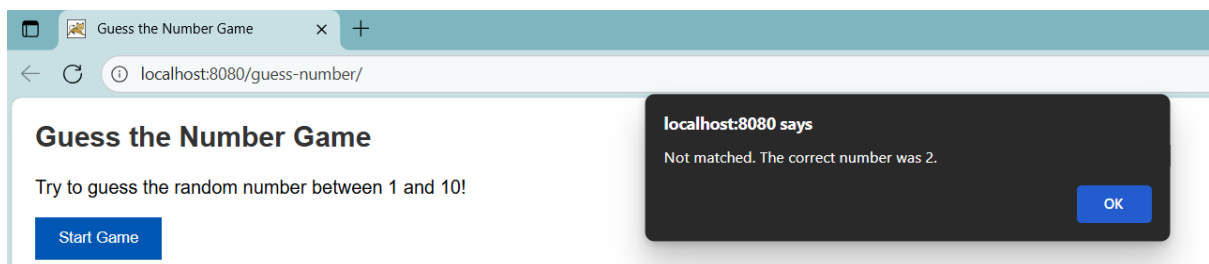 Guess the Number Game
localhost:8080/guess-number/
Guess the Number Game
Try to guess the random number between 1 and 10!
Start Game
localhost:8080 says
Not matched. The correct number was 2.
OK